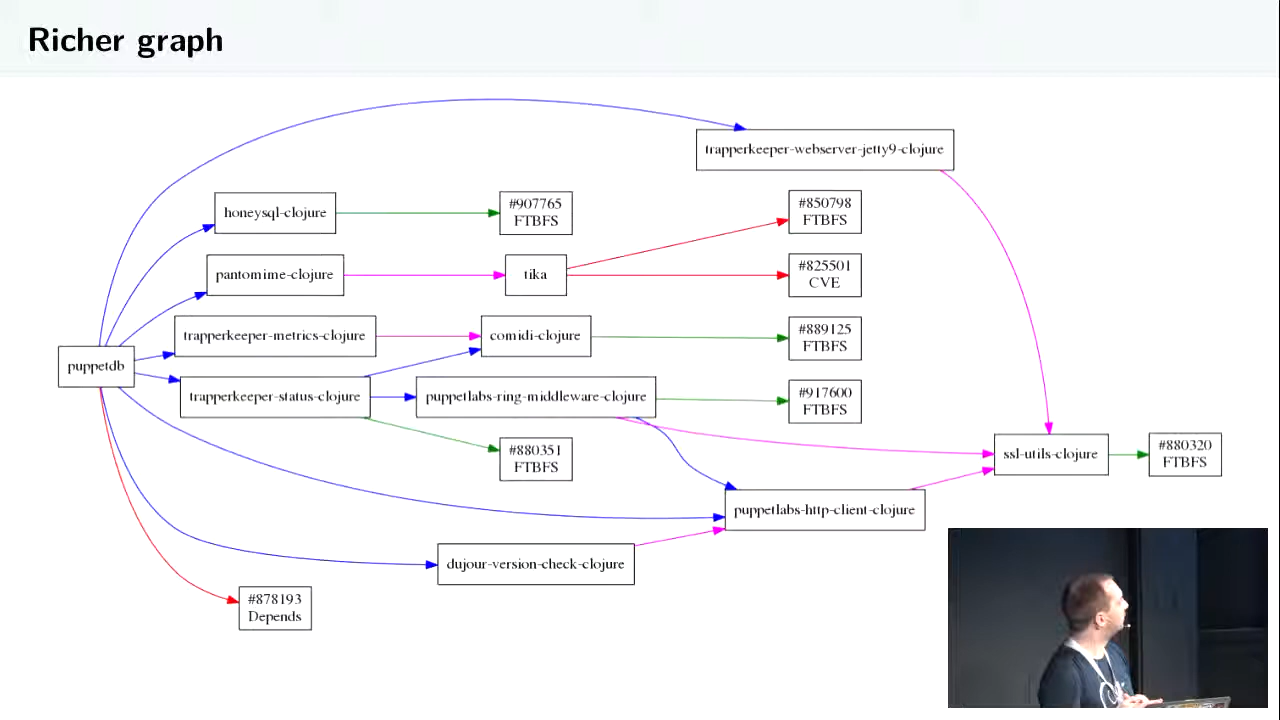 Richer graph
trapperkeeper-webserver-jetty9-clojure
honeysql-clojure
#907765
FTBFS
#850798
FTBFS
pantomime-clojure
tika
#825501
CVE
trapperkeeper-metrics-clojure
comidi-clojure
#889125
FTBFS
puppetdb
trapperkeeper-status-clojure
puppetlabs-ring-middleware-clojure
#917600
FTBFS
#880351
FTBFS
ssl-utils-clojure
#880320
FTBFS
puppetlabs-http-client-clojure
dujour-version-check-clojure
#878193
Depends